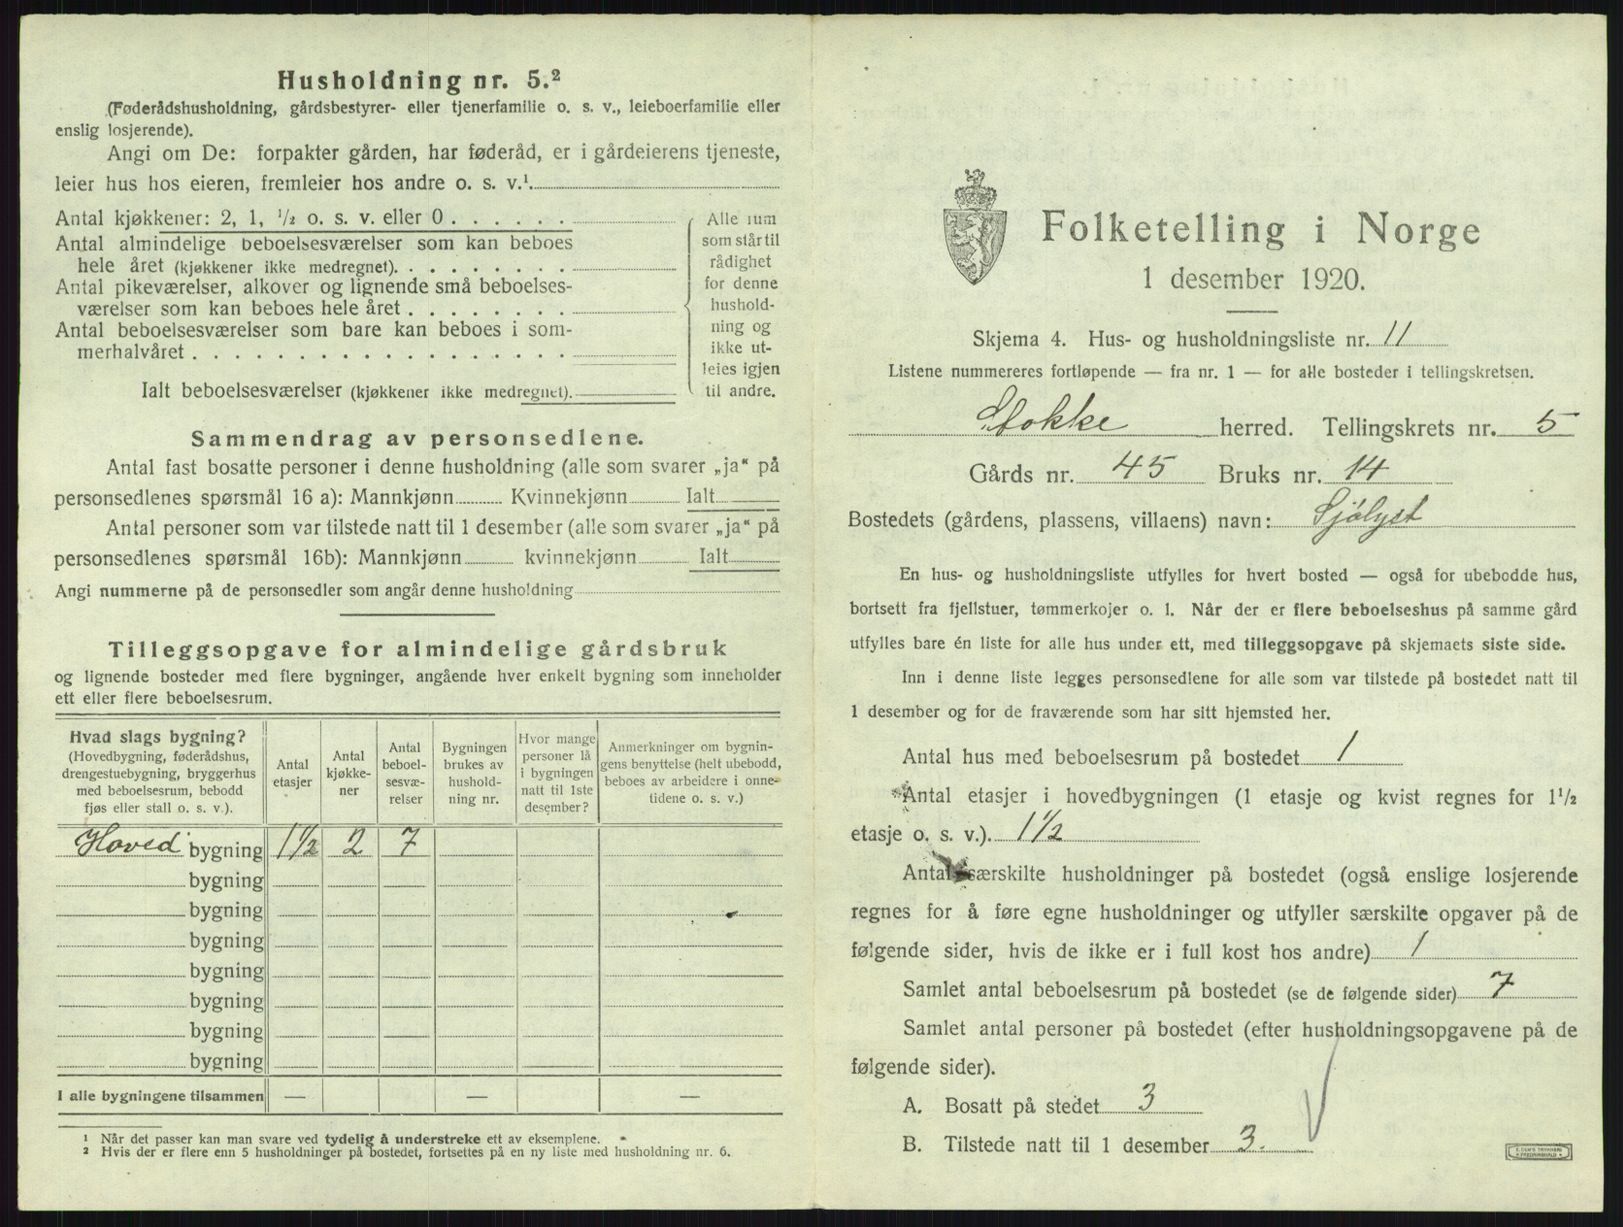 Husholdning nr. 5.²
(Føderådshusholdning, gårdsbestyrer- eller tjenerfamilie o. s. v., leieboerfamilie eller
enslig losjerende).
Angi om De: forpakter gården, har føderåd, er i gårdeierens tjeneste,
leier hus hos eieren, fremleier hos andre o. s. v.¹
Antal kjøkkener: 2, 1, ¹/₂ o. s. v. eller 0 . . . . . .
Antal almindelige beboelsesværelser som kan beboes
hele året (kjøkkener ikke medregnet). . . . . . . . .
Antal pikeværelser, alkover og lignende små beboelses-
værelser som kan beboes hele året . . . . . . . .
Antal beboelsesværelser som bare kan beboes i som-
merhalvåret . . . . . . . . . . . . . . . . . .
Ialt beboelsesværelser (kjøkkener ikke medregnet).
Alle rum
som står til
rådighet
for denne
hushold-
ning og
ikke ut-
leies igjen
til andre.
Sammendrag av personsedlene.
Antal fast bosatte personer i denne husholdning (alle som svarer „ja“ på
personsedlenes spørsmål 16 a): Mannkjønn Kvinnekjønn Ialt
Antal personer som var tilstede natt til 1 desember (alle som svarer „ja“ på
personsedlenes spørsmål 16b): Mannkjønn kvinnekjønn Ialt
Angi nummerne på de personsedler som angår denne husholdning
Tilleggsopgave for almindelige gårdsbruk
og lignende bosteder med flere bygninger, angående hver enkelt bygning som inneholder
ett eller flere beboelsesrum.
Hvad slags bygning?
(Hovedbygning, føderådshus,
drengestuebygning, bryggerhus
med beboelsesrum, bebodd
fjøs eller stall o. s. v.).
Antal
etasjer
Antal
kjøkke-
ner
Antal
beboel-
sesvæ-
relser
Bygningen
brukes av
hushold-
ning nr.
Hvor mange
personer lå
i bygningen
natt til 1ste
desember?
Anmerkninger om bygnin-
gens benyttelse (helt ubebodd,
beboes av arbeidere i onne-
tidene o. s. v.)
Hoved bygning 1½ 2 7
bygning
bygning
bygning
bygning
bygning
bygning
bygning
I alle bygningene tilsammen — — —
¹ Når det passer kan man svare ved tydelig å understreke ett av eksemplene.
² Hvis der er flere enn 5 husholdninger på bostedet, fortsettes på en ny liste med husholdning nr. 6.
Folketelling i Norge
1 desember 1920.
Skjema 4. Hus- og husholdningsliste nr. 11
Listene nummereres fortløpende — fra nr. 1 — for alle bosteder i tellingskretsen.
Stokke herred. Tellingskrets nr. 5
Gårds nr. 45 Bruks nr. 14
Bostedets (gårdens, plassens, villaens) navn: Sjølyst
En hus- og husholdningsliste utfylles for hvert bosted — også for ubebodde hus,
bortsett fra fjellstuer, tømmerkojer o. l. Når der er flere beboelseshus på samme gård
utfylles bare én liste for alle hus under ett, med tilleggsopgave på skjemaets siste side.
Inn i denne liste legges personsedlene for alle som var tilstede på bostedet natt til
1 desember og for de fraværende som har sitt hjemsted her.
Antal hus med beboelsesrum på bostedet 1
Antal etasjer i hovedbygningen (1 etasje og kvist regnes for 1¹/₂
etasje o. s. v.). 1½
Antal særskilte husholdninger på bostedet (også enslige losjerende
regnes for å føre egne husholdninger og utfyller særskilte opgaver på de
følgende sider, hvis de ikke er i full kost hos andre) 1
Samlet antal beboelsesrum på bostedet (se de følgende sider) 7
Samlet antal personer på bostedet (efter husholdningsopgavene på de
følgende sider).
A. Bosatt på stedet 3
B. Tilstede natt til 1 desember 3.